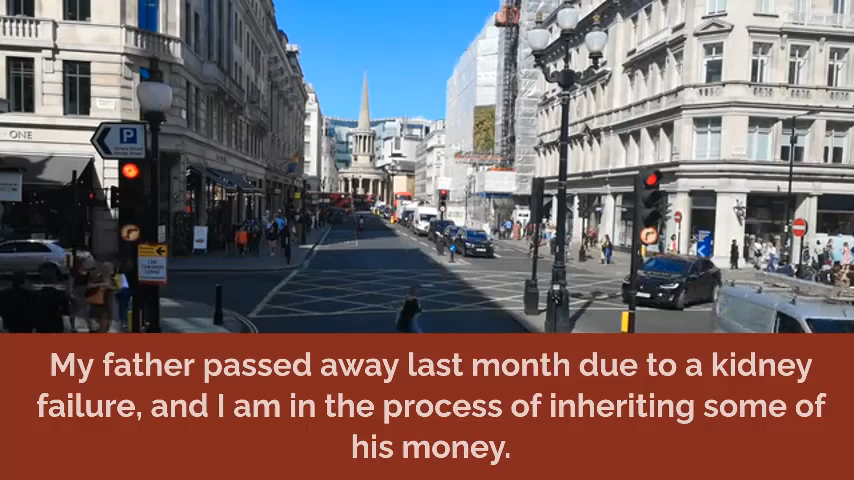 ONE
P
My father passed away last month due to a kidney
failure, and I am in the process of inheriting some of
his money.